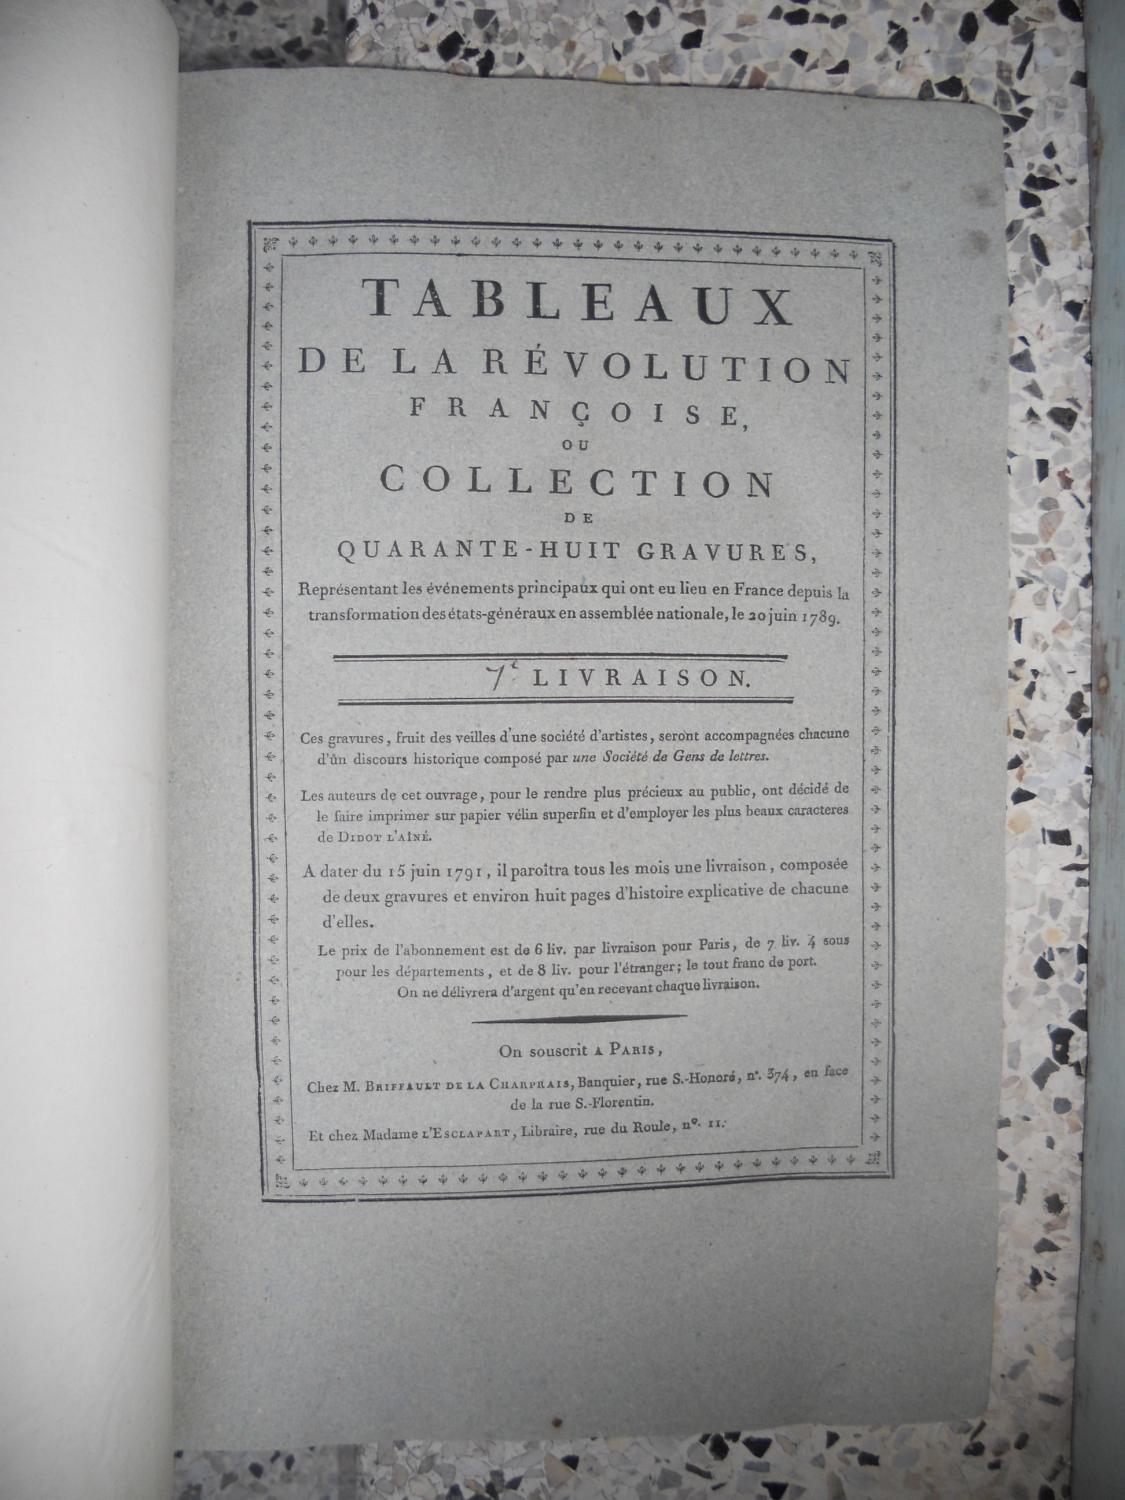 TABLEAUX
DE LA RÉVOLUTION
FRANÇOISE,
OU
COLLECTION
DE
QUARANTE-HUIT GRAVURES,
Représentant les événements principaux qui ont eu lieu en France depuis la
transformation des états-généraux en assemblée nationale, le 20 juin 1789.
7e LIVRAISON.
Ces gravures, fruit des veilles d'une société d'artistes, seront accompagnées chacune
d'un discours historique composé par une Société de Gens de lettres.
Les auteurs de cet ouvrage, pour le rendre plus précieux au public, ont décidé de
le faire imprimer sur papier vélin superfin et d'employer les plus beaux caracteres
de DIDOT L'AÎNÉ.
A dater du 15 juin 1791, il paroîtra tous les mois une livraison, composée
de deux gravures et environ huit pages d'histoire explicative de chacune
d'elles.
Le prix de l'abonnement est de 6 liv. par livraison pour Paris, de 7 liv. 4 sous
pour les départements, et de 8 liv. pour l'étranger; le tout franc de port.
On ne délivrera d'argent qu'en recevant chaque livraison.
On souscrit A PARIS,
Chez M. BRIFFAULT DE LA CHARPRAIS, Banquier, rue S.-Honoré, n°. 374, en face
de la rue S.-Florentin.
Et chez Madame L'ESCLAPART, Libraire, rue du Roule, n°. 11.